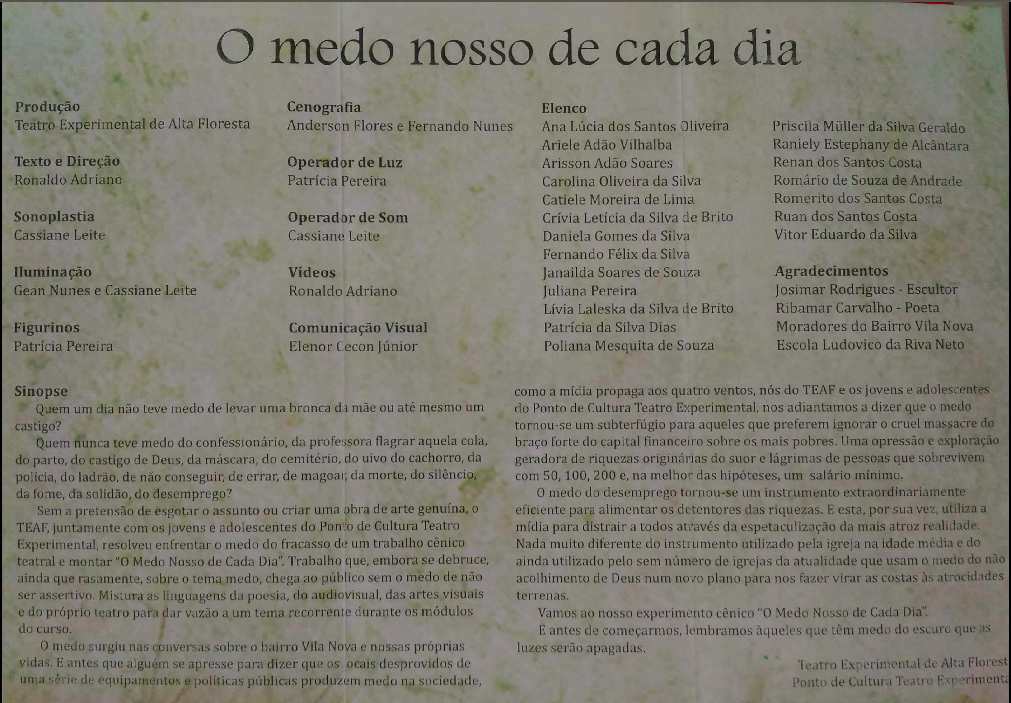 O medo nosso de cada dia
Produção
Teatro Experimental de Alta Floresta
Texto e Direção
Ronaldo Adriano
Sonoplastia
Cassiane Leite
Iluminação
Gean Nunes e Cassiane Leite
Figurinos
Patrícia Pereira
Cenografia
Anderson Flores e Fernando Nunes
Operador de Luz
Patrícia Pereira
Operador de Som
Cassiane Leite
Vídeos
Ronaldo Adriano
Comunicação Visual
Elenor Cecon Júnior
Elenco
Ana Lúcia dos Santos Oliveira
Ariele Adão Vilhalba
Arisson Adão Soares
Carolina Oliveira da Silva
Catiele Moreira de Lima
Crívia Letícia da Silva de Brito
Daniela Gomes da Silva
Fernando Félix da Silva
Janailda Soares de Souza
Juliana Pereira
Lívia Laleska da Silva de Brito
Patrícia da Silva Dias
Poliana Mesquita de Souza
Priscila Müller da Silva Geraldo
Raniely Estephany de Alcântara
Renan dos Santos Costa
Romário de Souza de Andrade
Romerito dos Santos Costa
Ruan dos Santos Costa
Vitor Eduardo da Silva
Agradecimentos
Josimar Rodrigues - Escultor
Ribamar Carvalho - Poeta
Moradores do Bairro Vila Nova
Escola Ludovico da Riva Neto
Sinopse
Quem um dia não teve medo de levar uma bronca da mãe ou até mesmo um
castigo?
Quem nunca teve medo do confessionário, da professora flagrar aquela cola,
do parto, do castigo de Deus, da máscara, do cemitério, do uivo do cachorro, da
polícia, do ladrão, de não conseguir, de errar, de magoar, da morte, do silêncio,
da fome, da solidão, do desemprego?
Sem a pretensão de esgotar o assunto ou criar uma obra de arte genuína, o
TEAF, juntamente com os jovens e adolescentes do Ponto de Cultura Teatro
Experimental, resolveu enfrentar o medo do fracasso de um trabalho cênico
teatral e montar "O Medo Nosso de Cada Dia". Trabalho que, embora se debruce,
ainda que rasamente, sobre o tema medo, chega ao público sem o medo de não
ser assertivo. Mistura as linguagens da poesia, do audiovisual, das artes visuais
e do próprio teatro para dar vazão a um tema recorrente durante os módulos
do curso.
O medo surgiu nas conversas sobre o bairro Vila Nova e nossas próprias
vidas. E antes que alguém se apresse para dizer que os locais desprovidos de
uma série de equipamentos e políticas públicas produzem medo na sociedade,
como a mídia propaga aos quatro ventos, nós do TEAF e os jovens e adolescentes
do Ponto de Cultura Teatro Experimental, nos adiantamos a dizer que o medo
tornou-se um subterfúgio para aqueles que preferem ignorar o cruel massacre do
braço forte do capital financeiro sobre os mais pobres. Uma opressão e exploração
geradora de riquezas originárias do suor e lágrimas de pessoas que sobrevivem
com 50, 100, 200 e, na melhor das hipóteses, um salário mínimo.
O medo do desemprego tornou-se um instrumento extraordinariamente
eficiente para alimentar os detentores das riquezas. E esta, por sua vez, utiliza a
mídia para distrair a todos através da espetaculização da mais atroz realidade.
Nada muito diferente do instrumento utilizado pela igreja na idade média e do
ainda utilizado pelo sem número de igrejas da atualidade que usam o medo do não
acolhimento de Deus num novo plano para nos fazer virar as costas às atrocidades
terrenas.
Vamos ao nosso experimento cênico "O Medo Nosso de Cada Dia".
E antes de começarmos, lembramos àqueles que têm medo do escuro que as
luzes serão apagadas.
Teatro Experimental de Alta Florest
Ponto de Cultura Teatro Experimenta